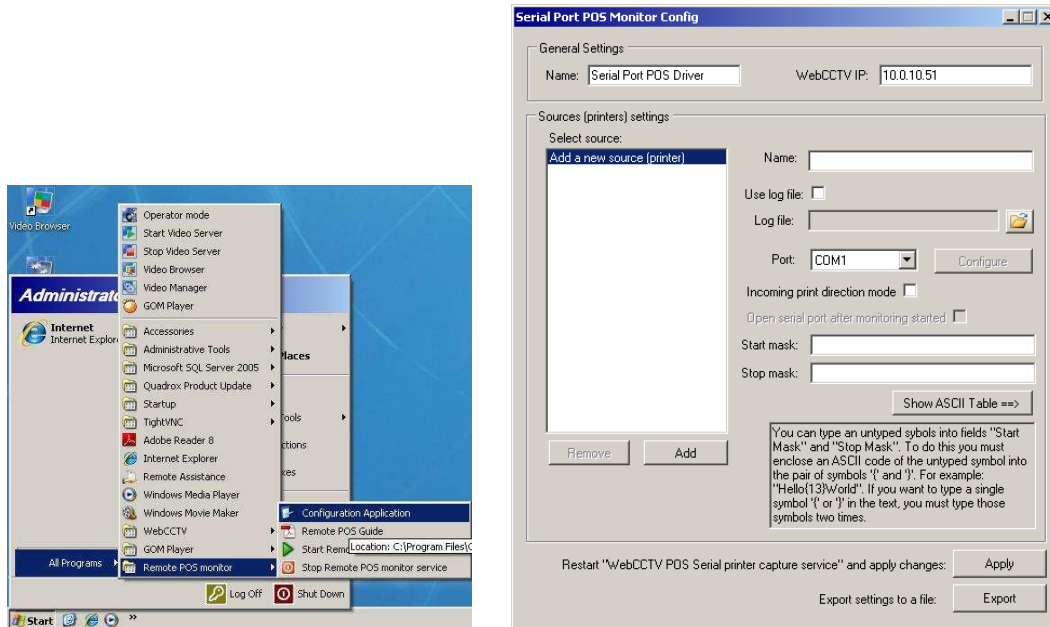 Video Browser
Operator mode
Start Video Server
Stop Video Server
Video Browser
Video Manager
GOM Player
Administrat
Internet
Internet Explor
Accessories
Administrative Tools
Microsoft SQL Server 2005
Quadrox Product Update
Startup
TightVNC
Adobe Reader 8
Internet Explorer
Remote Assistance
Windows Media Player
Windows Movie Maker
WebCCTV
GOM Player
Remote POS monitor
Places
ools
ctions
xes
Configuration Application
Remote POS Guide
Start Remo
Location: C:\Program Files\C
Stop Remote POS monitor service
All Programs
Log Off
Shut Down
Start
»
Serial Port POS Monitor Config
General Settings
Name: Serial Port POS Driver
WebCCTV IP: 10.0.10.51
Sources (printers) settings
Select source:
Add a new source (printer)
Remove
Add
Name:
Use log file:
Log file:
Port: COM1
Configure
Incoming print direction mode
Open serial port after monitoring started
Start mask:
Stop mask:
Show ASCII Table ==>
You can type an untyped sybols into fields "Start
Mask" and "Stop Mask". To do this you must
enclose an ASCII code of the untyped symbol into
the pair of symbols '{' and '}'. For example:
"Hello{13}World". If you want to type a single
symbol '{' or '}' in the text, you must type those
symbols two times.
Restart "WebCCTV POS Serial printer capture service" and apply changes:
Apply
Export settings to a file:
Export